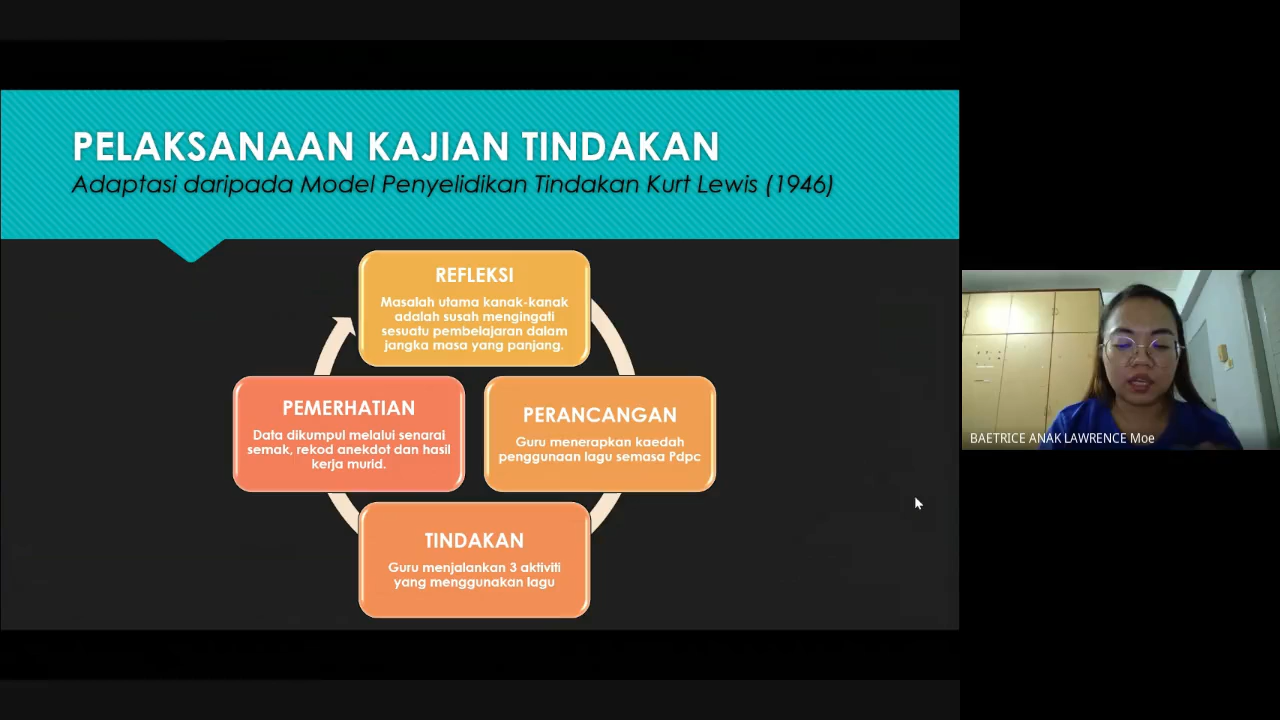 PELAKSANAAN KAJIAN TINDAKAN
Adaptasi daripada Model Penyelidikan Tindakan Kurt Lewis (1946)
REFLEKSI
Masalah utama kanak-kanak
adalah susah mengingati
sesuatu pembelajaran dalam
jangka masa yang panjang.
PERANCANGAN
Guru menerapkan kaedah
penggunaan lagu semasa Pdpc
TINDAKAN
Guru menjalankan 3 aktiviti
yang menggunakan lagu
PEMERHATIAN
Data dikumpul melalui senarai
semak, rekod anekdot dan hasil
kerja murid.
BAETRICE ANAK LAWRENCE Moe